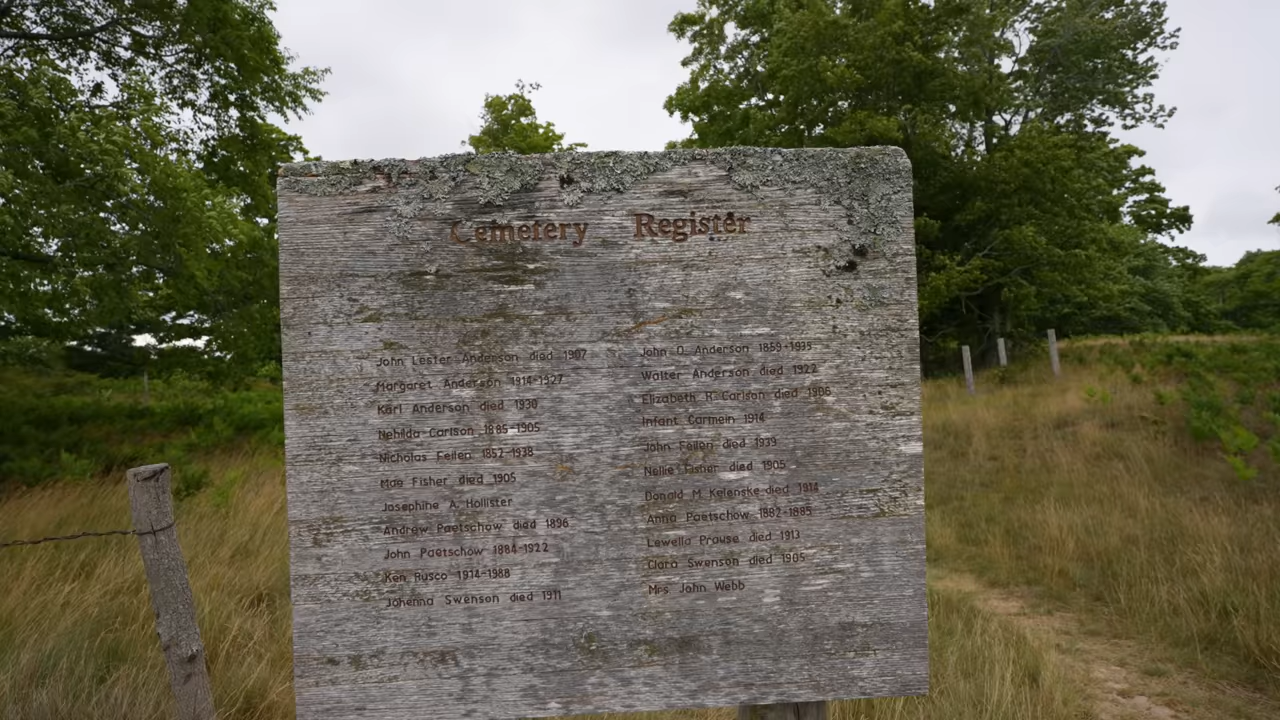 Cemetery Register
John Lester Anderson died 1907
Margaret Anderson 1914-1927
Karl Anderson died 1930
Nehilda Carlson 1885-1905
Nicholas Feilen 1852-1938
Mae Fisher died 1905
Josephine A. Hollister
Andrew Paetschow died 1896
John Paetschow 1884-1922
Ken Rusco 1914-1988
Johenna Swenson died 1911
John O. Anderson 1859-1935
Walter Anderson died 1922
Elizabeth R. Carlson died 1906
Infant Carmein 1914
John Feilen died 1939
Nellie Fisher died 1905
Donald M. Kelenske died 1914
Anna Paetschow 1882-1885
Lewella Prause died 1913
Clara Swenson died 1905
Mrs. John Webb